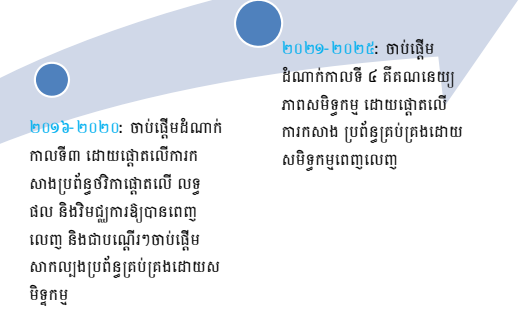 ២០១៦-២០២០: ចាប់ផ្តើមដំណាក់
កាលទី៣ ដោយផ្តោតលើការក
សាងប្រព័ន្ធថវិកាផ្តោតលើ លទ្ធ
ផល និងវិមជ្ឈការឱ្យបានពេញ
លេញ និងជាបណ្តើរៗចាប់ផ្តើម
សាកល្បងប្រព័ន្ធគ្រប់គ្រងដោយស
មិទ្ធកម្ម
២០២១-២០២៥: ចាប់ផ្តើម
ដំណាក់កាលទី ៤ គឺគណនេយ្យ
ភាពសមិទ្ធកម្ម ដោយផ្តោតលើ
ការកសាង ប្រព័ន្ធគ្រប់គ្រងដោយ
សមិទ្ធកម្មពេញលេញ